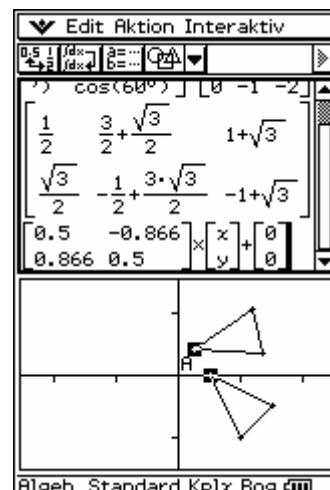 Edit Aktion Interaktiv
) cos(60°)] [0 -1 -2]
[1/2 3/2+√3/2 1+√3
√3/2 -1/2+3·√3/2 -1+√3]
[0.5 -0.866
0.866 0.5]×[x
y]+[0
0]
A
Algeb Standard Kplx Bog